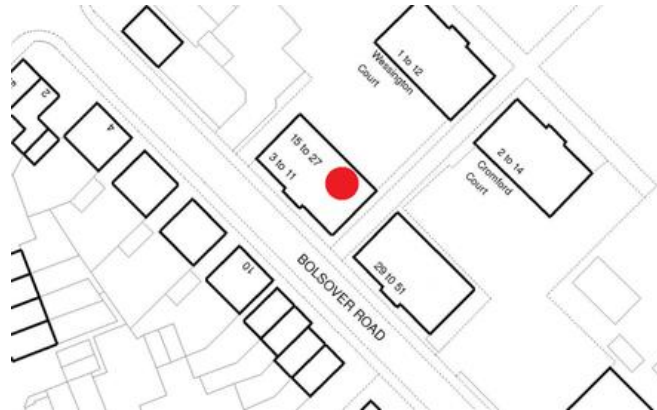 1 to 12
Wessington
Court
2
4
15 to 27
3 to 11
2 to 14
Cromford
Court
10
29 to 51
BOLSOVER ROAD